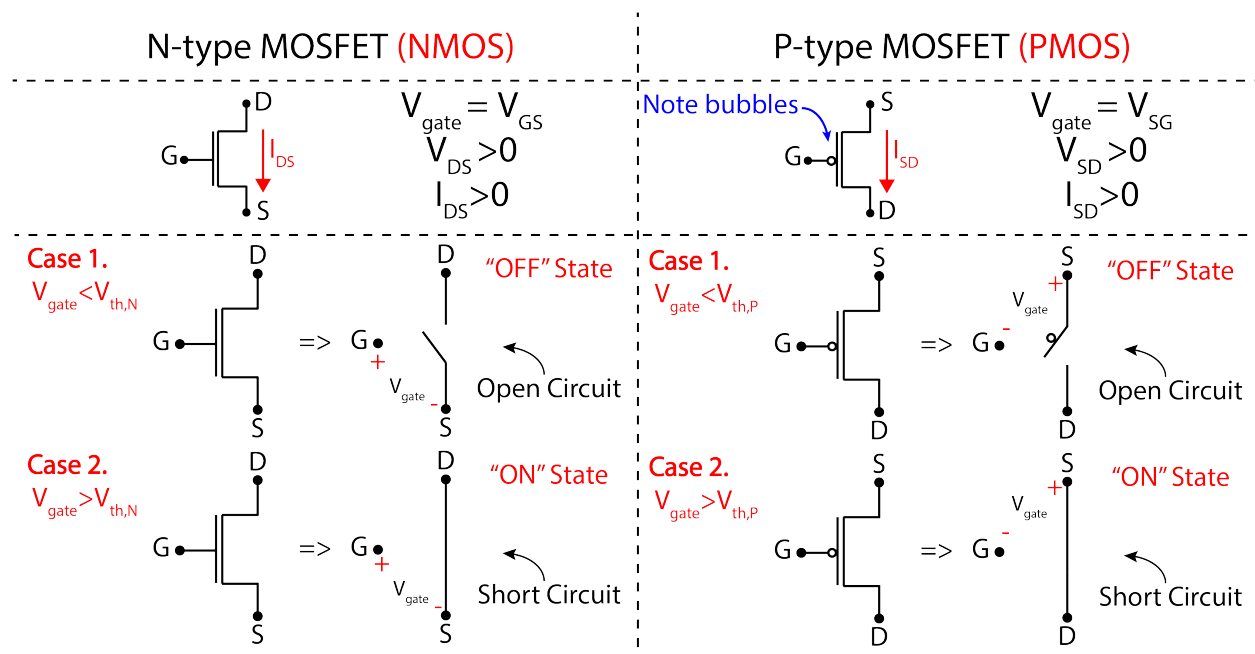 N-type MOSFET (NMOS)
P-type MOSFET (PMOS)
D
G
I_DS
S
V_gate = V_GS
V_DS >0
I_DS>0
Note bubbles
S
G
I_SD
D
V_gate = V_SG
V_SD >0
I_SD>0
Case 1.
V_gate<V_th,N
D
G
S
=>
D
G
+
V_gate
-
S
"OFF" State
Open Circuit
Case 1.
V_gate<V_th,P
S
G
D
=>
S
+
V_gate
-
G
D
"OFF" State
Open Circuit
Case 2.
V_gate>V_th,N
D
G
S
=>
D
G
+
V_gate
-
S
"ON" State
Short Circuit
Case 2.
V_gate>V_th,P
S
G
D
=>
S
+
V_gate
-
G
D
"ON" State
Short Circuit